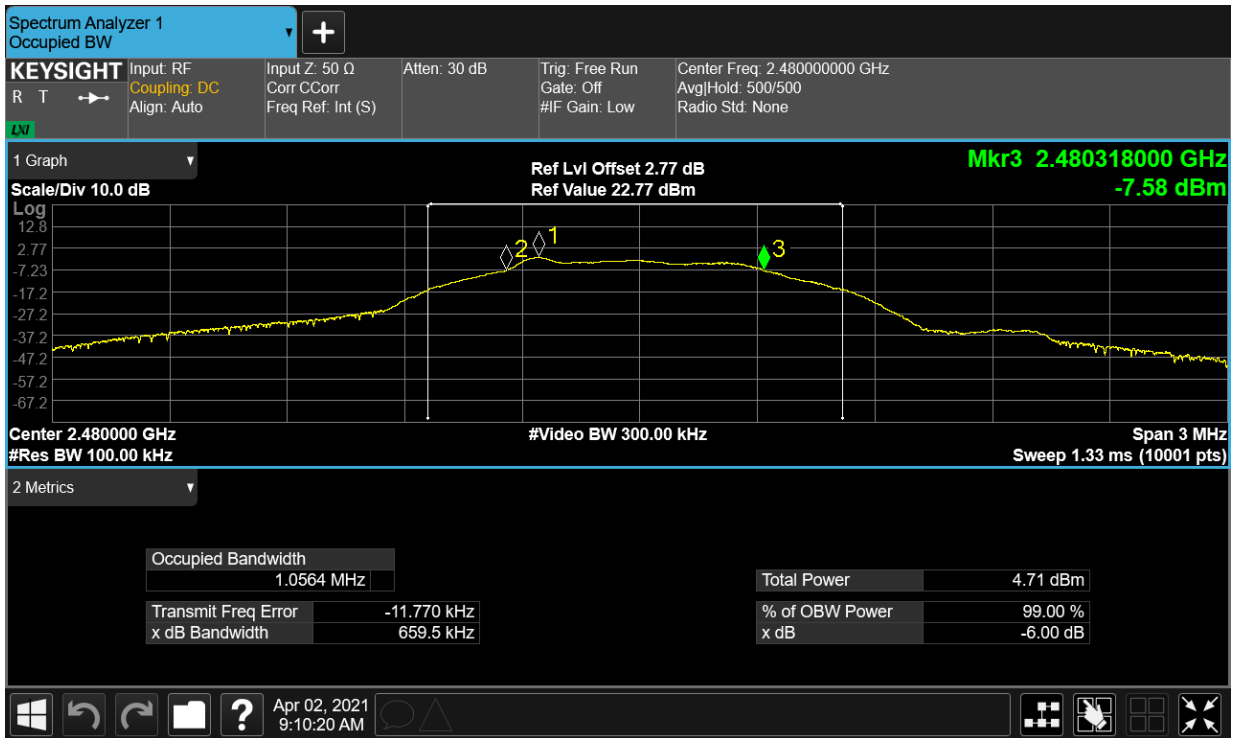 Spectrum Analyzer 1
Occupied BW
+
KEYSIGHT
R T
LXI
Input: RF
Coupling: DC
Align: Auto
Input Z: 50 Ω
Corr CCorr
Freq Ref: Int (S)
Atten: 30 dB
Trig: Free Run
Gate: Off
#IF Gain: Low
Center Freq: 2.480000000 GHz
Avg|Hold: 500/500
Radio Std: None
1 Graph
Scale/Div 10.0 dB
Ref Lvl Offset 2.77 dB
Ref Value 22.77 dBm
Mkr3 2.480318000 GHz
-7.58 dBm
Log
12.8
2.77
-7.23
-17.2
-27.2
-37.2
-47.2
-57.2
-67.2
2
1
3
Center 2.480000 GHz
#Res BW 100.00 kHz
#Video BW 300.00 kHz
Span 3 MHz
Sweep 1.33 ms (10001 pts)
2 Metrics
Occupied Bandwidth
1.0564 MHz
Transmit Freq Error -11.770 kHz
x dB Bandwidth 659.5 kHz
Total Power 4.71 dBm
% of OBW Power 99.00 %
x dB -6.00 dB
?
Apr 02, 2021
9:10:20 AM